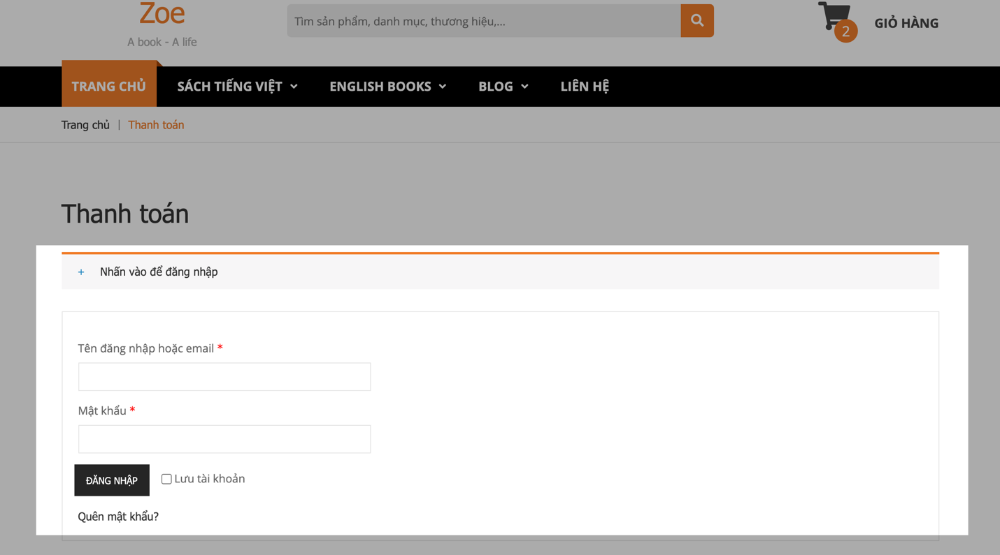 Zoe
A book - A life
Tìm sản phẩm, danh mục, thương hiệu,...
2
GIỎ HÀNG
TRANG CHỦ SÁCH TIẾNG VIỆT ENGLISH BOOKS BLOG LIÊN HỆ
Trang chủ | Thanh toán
Thanh toán
+ Nhấn vào để đăng nhập
Tên đăng nhập hoặc email *
Mật khẩu *
ĐĂNG NHẬP Lưu tài khoản
Quên mật khẩu?